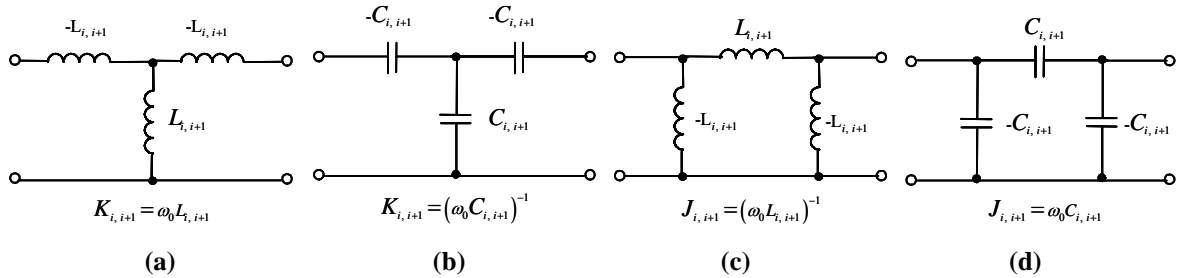 -L_{i, i+1} -L_{i, i+1}
L_{i, i+1}
K_{i, i+1} = ω_0 L_{i, i+1}
(a)
-C_{i, i+1} -C_{i, i+1}
C_{i, i+1}
K_{i, i+1} = (ω_0 C_{i, i+1})^{-1}
(b)
L_{i, i+1}
-L_{i, i+1} -L_{i, i+1}
J_{i, i+1} = (ω_0 L_{i, i+1})^{-1}
(c)
C_{i, i+1}
-C_{i, i+1} -C_{i, i+1}
J_{i, i+1} = ω_0 C_{i, i+1}
(d)